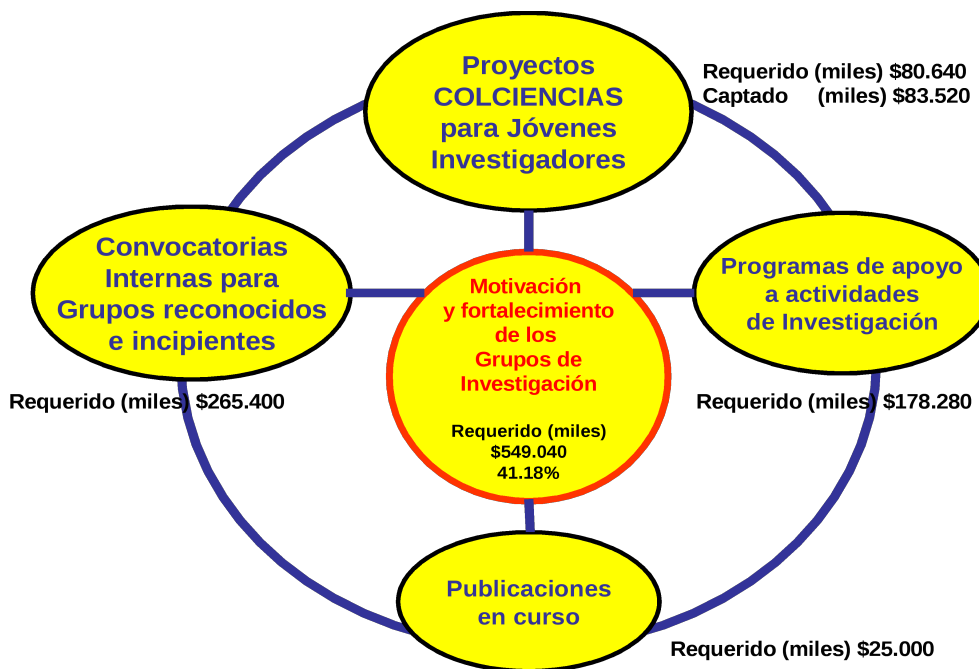 Proyectos
COLCIENCIAS
para Jóvenes
Investigadores
Requerido (miles) $80.640
Captado (miles) $83.520
Convocatorias
Internas para
Grupos reconocidos
e incipientes
Requerido (miles) $265.400
Motivación
y fortalecimiento
de los
Grupos de
Investigación
Requerido (miles)
$549.040
41.18%
Programas de apoyo
a actividades
de Investigación
Requerido (miles) $178.280
Publicaciones
en curso
Requerido (miles) $25.000